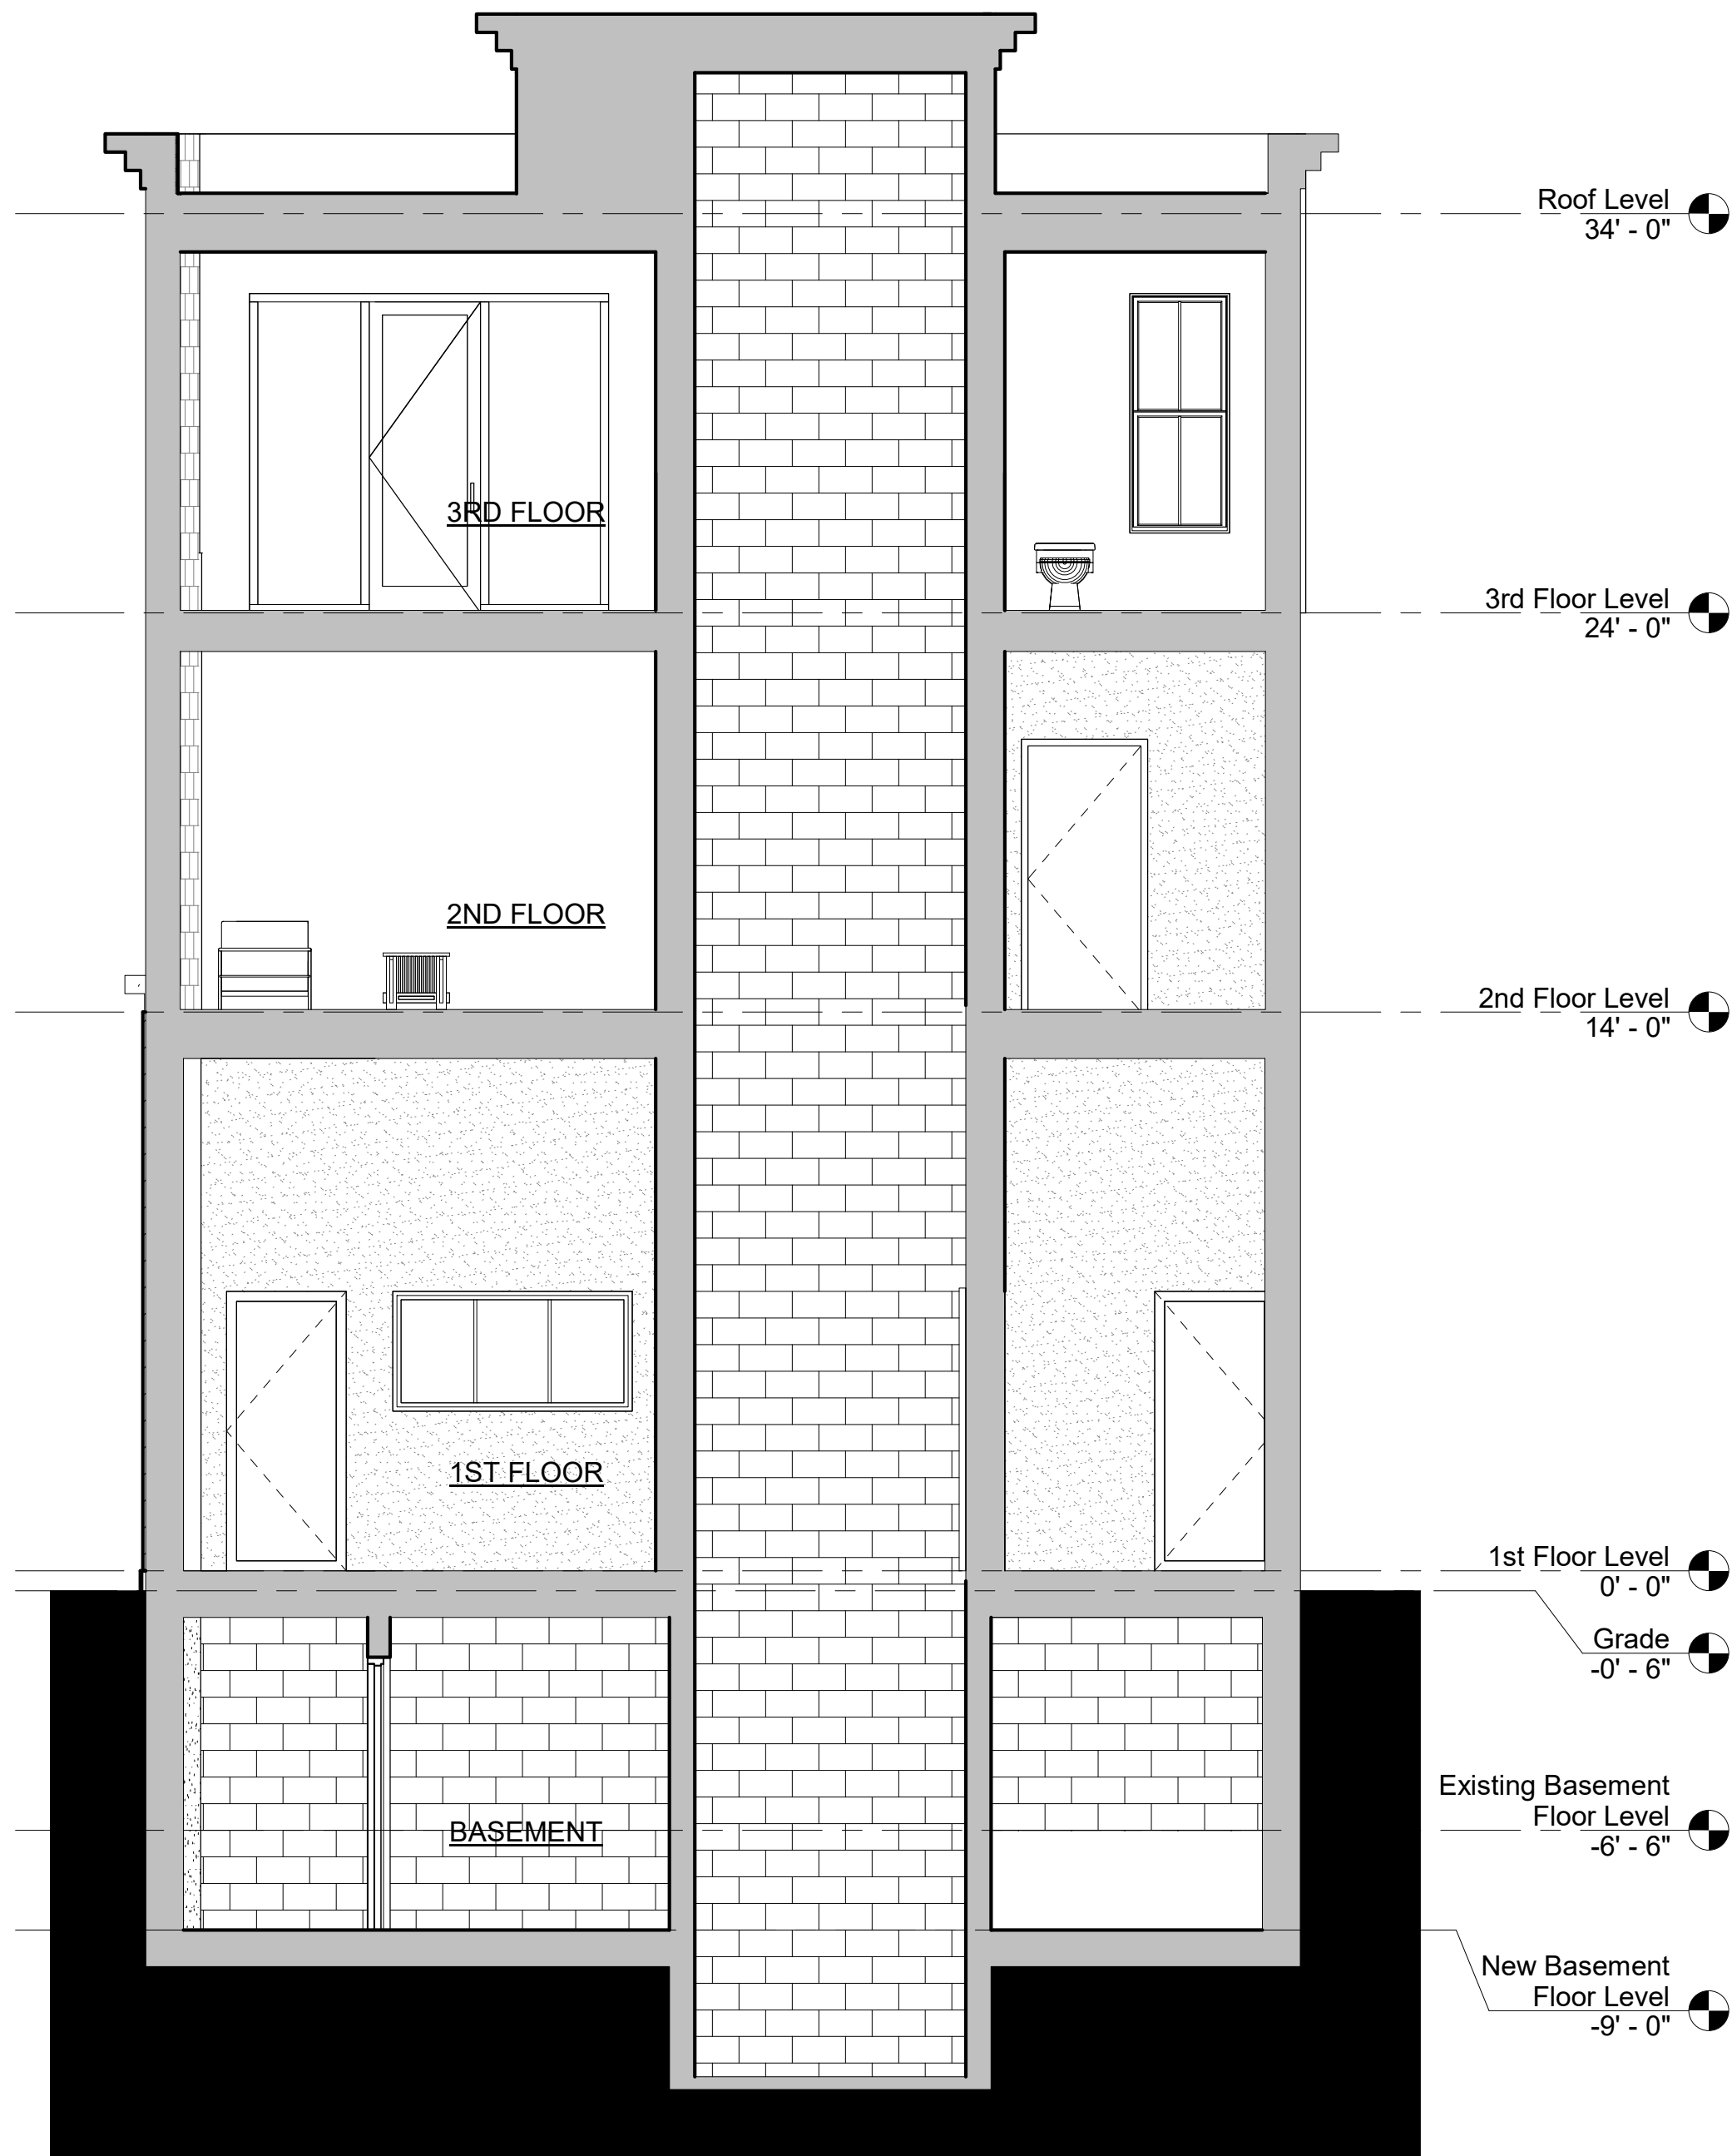 Roof Level
34' - 0"
3RD FLOOR
3rd Floor Level
24' - 0"
2ND FLOOR
2nd Floor Level
14' - 0"
1ST FLOOR
1st Floor Level
0' - 0"
Grade
-0' - 6"
Existing Basement
Floor Level
-6' - 6"
BASEMENT
New Basement
Floor Level
-9' - 0"